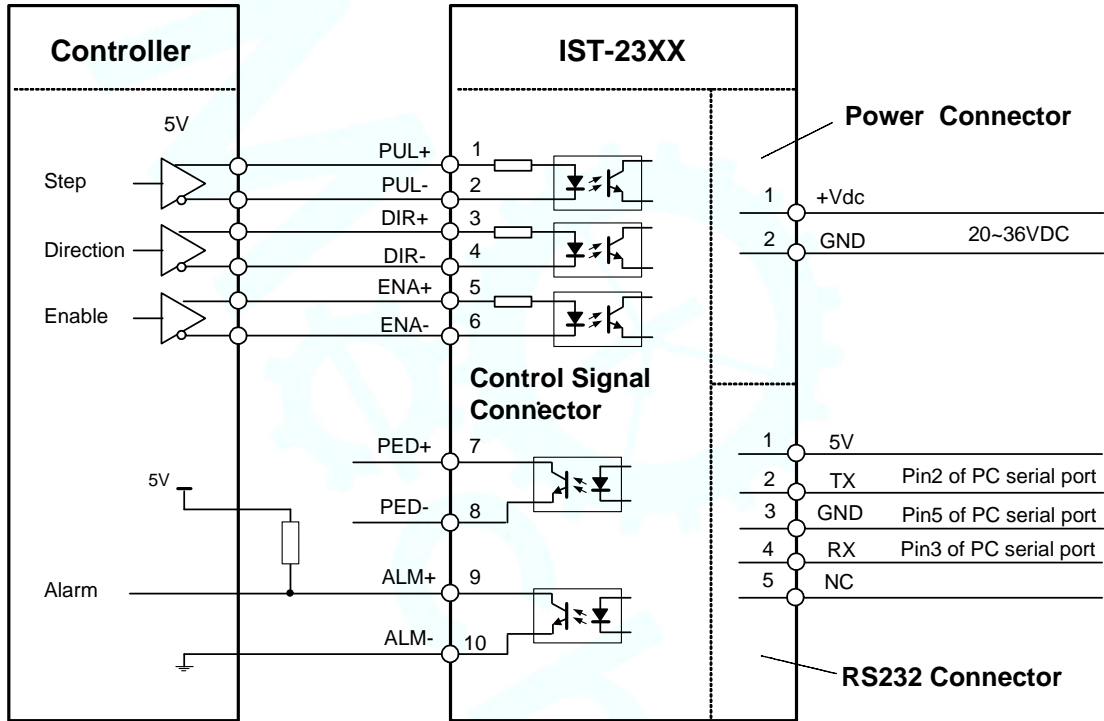 Controller
IST-23XX
5V
Step
Direction
Enable
PUL+
PUL-
DIR+
DIR-
ENA+
ENA-
1
2
3
4
5
6
Control Signal
Connector
PED+
PED-
7
8
5V
Alarm
ALM+
ALM-
9
10
Power Connector
1 +Vdc
2 GND
20~36VDC
1 5V
2 TX Pin2 of PC serial port
3 GND Pin5 of PC serial port
4 RX Pin3 of PC serial port
5 NC
RS232 Connector